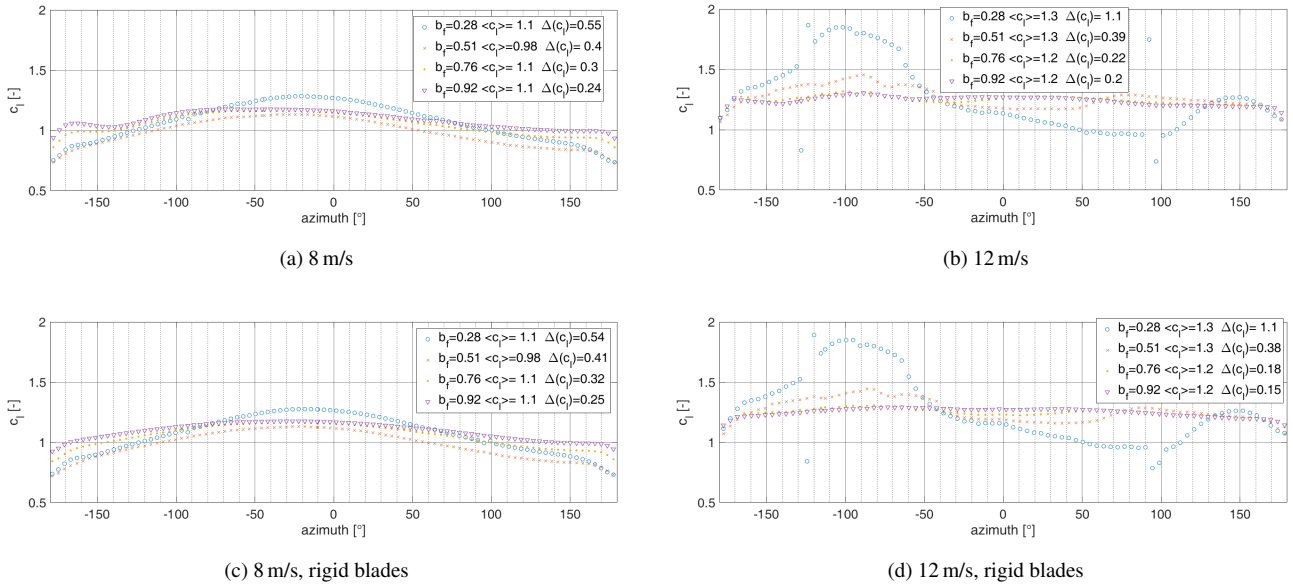 2
1.5
1
0.5
c_l [-]
b_f=0.28 <c_l>= 1.1 Δ(c_l)=0.55
b_f=0.51 <c_l>=0.98 Δ(c_l)= 0.4
b_f=0.76 <c_l>= 1.1 Δ(c_l)= 0.3
b_f=0.92 <c_l>= 1.1 Δ(c_l)=0.24
-150 -100 -50 0 50 100 150
azimuth [°]
(a) 8 m/s
2
1.5
1
0.5
c_l [-]
b_f=0.28 <c_l>=1.3 Δ(c_l)= 1.1
b_f=0.51 <c_l>=1.3 Δ(c_l)=0.39
b_f=0.76 <c_l>=1.2 Δ(c_l)=0.22
b_f=0.92 <c_l>=1.2 Δ(c_l)= 0.2
-150 -100 -50 0 50 100 150
azimuth [°]
(b) 12 m/s
2
1.5
1
0.5
c_l [-]
b_f=0.28 <c_l>= 1.1 Δ(c_l)=0.54
b_f=0.51 <c_l>=0.98 Δ(c_l)=0.41
b_f=0.76 <c_l>= 1.1 Δ(c_l)=0.32
b_f=0.92 <c_l>= 1.1 Δ(c_l)=0.25
-150 -100 -50 0 50 100 150
azimuth [°]
(c) 8 m/s, rigid blades
2
1.5
1
0.5
c_l [-]
b_f=0.28 <c_l>=1.3 Δ(c_l)= 1.1
b_f=0.51 <c_l>=1.3 Δ(c_l)=0.38
b_f=0.76 <c_l>=1.2 Δ(c_l)=0.18
b_f=0.92 <c_l>=1.2 Δ(c_l)=0.15
-150 -100 -50 0 50 100 150
azimuth [°]
(d) 12 m/s, rigid blades